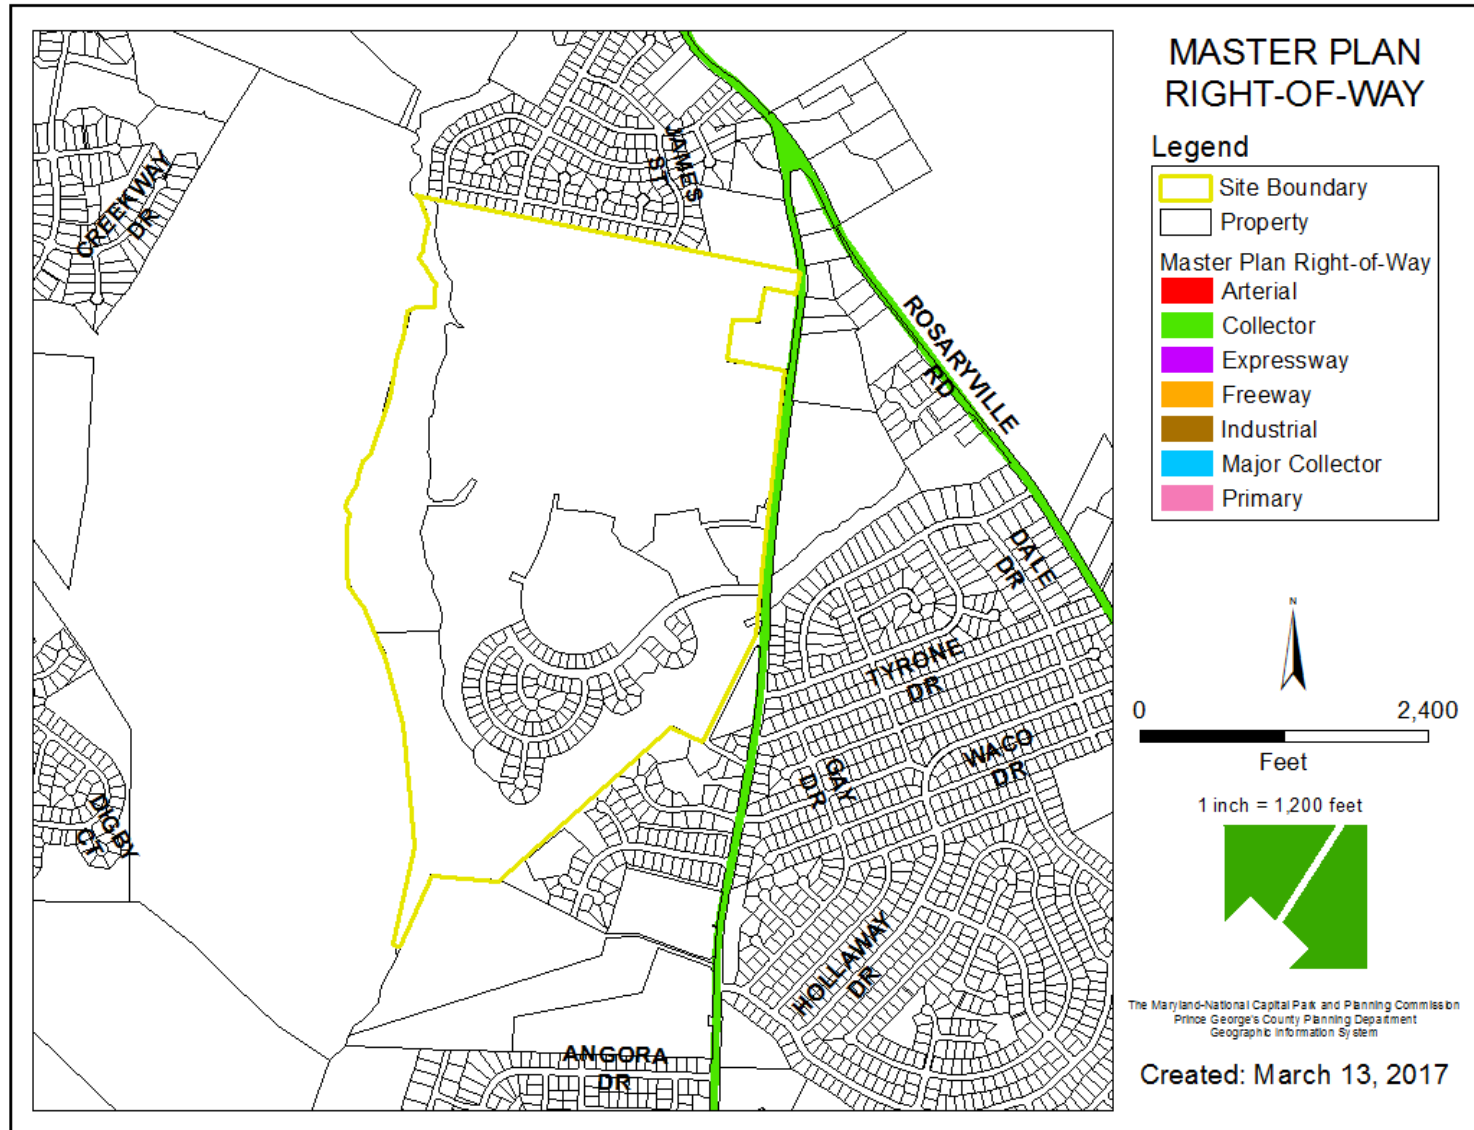 MASTER PLAN
RIGHT-OF-WAY
Legend
Site Boundary
Property
Master Plan Right-of-Way
Arterial
Collector
Expressway
Freeway
Industrial
Major Collector
Primary
N
0 2,400
Feet
1 inch = 1,200 feet
The Maryland-National Capital Park and Planning Commission
Prince George's County Planning Department
Geographic Information System
Created: March 13, 2017
CREEKWAY
DR
JAMES
ST
ROSARYVILLE
RD
DALE
DR
TYRONE
DR
GAY
DR
WACO
DR
DIGBY
CT
HOLLAWAY
DR
ANGORA
DR